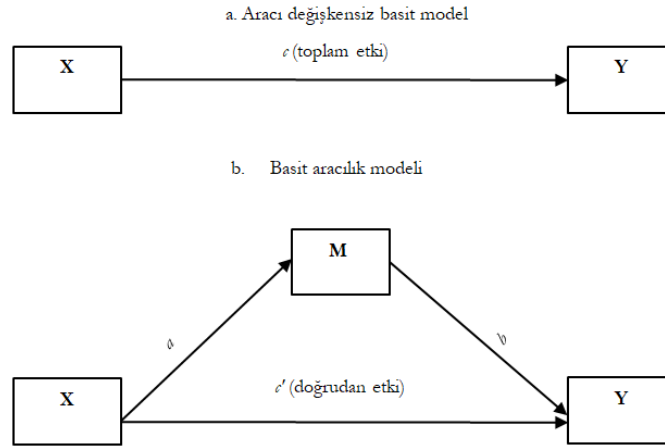 a. Aracı değişkensiz basit model
c (toplam etki)
X
Y
b. Basit aracılık modeli
M
a
b
c' (doğrudan etki)
X
Y